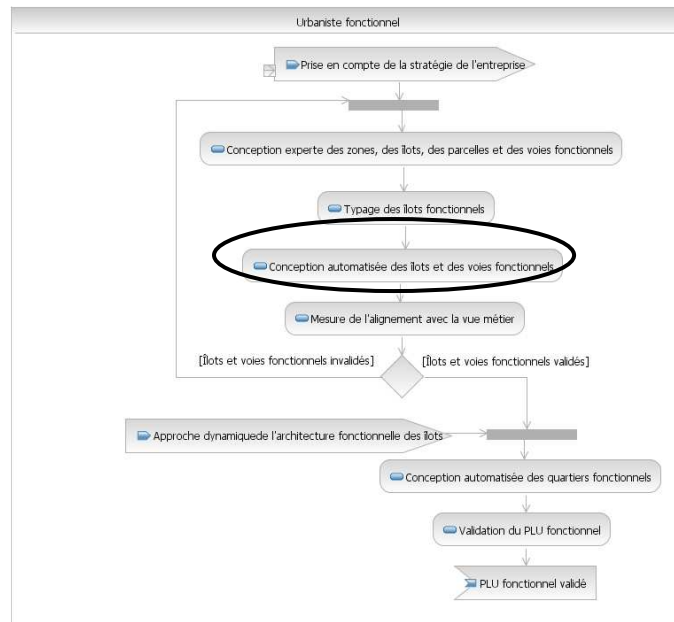 Urbaniste fonctionnel
Prise en compte de la stratégie de l'entreprise
Conception experte des zones, des îlots, des parcelles et des voies fonctionnels
Typage des îlots fonctionnels
Conception automatisée des îlots et des voies fonctionnels
Mesure de l'alignement avec la vue métier
[Îlots et voies fonctionnels invalidés]
[Îlots et voies fonctionnels validés]
Approche dynamiquede l'architecture fonctionnelle des îlots
Conception automatisée des quartiers fonctionnels
Validation du PLU fonctionnel
PLU fonctionnel validé